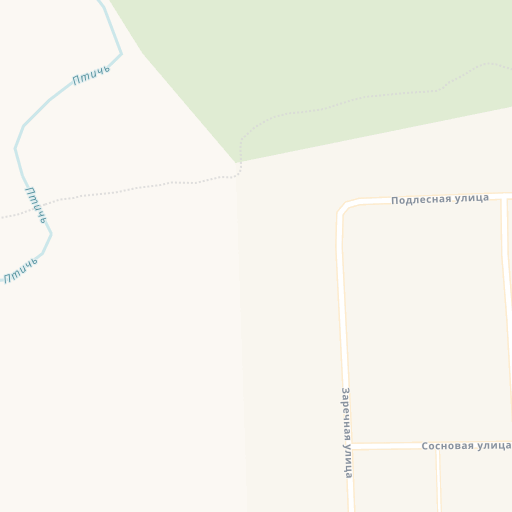 Птичь
Птичь
Подлесная улица
Птичь
Заречная улица
Сосновая улица